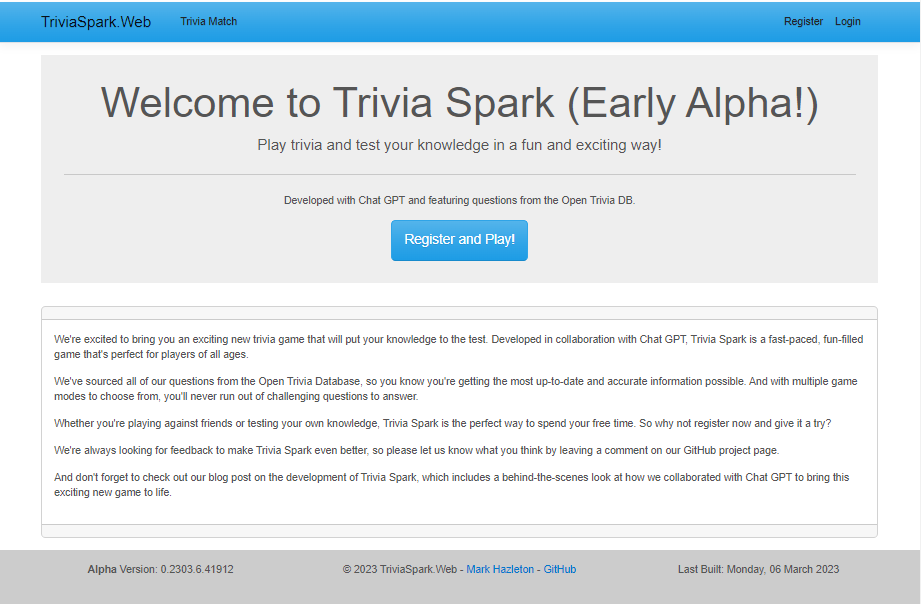 TriviaSpark.Web Trivia Match Register Login
Welcome to Trivia Spark (Early Alpha!)
Play trivia and test your knowledge in a fun and exciting way!
Developed with Chat GPT and featuring questions from the Open Trivia DB.
Register and Play!
We're excited to bring you an exciting new trivia game that will put your knowledge to the test. Developed in collaboration with Chat GPT, Trivia Spark is a fast-paced, fun-filled
game that's perfect for players of all ages.
We've sourced all of our questions from the Open Trivia Database, so you know you're getting the most up-to-date and accurate information possible. And with multiple game
modes to choose from, you'll never run out of challenging questions to answer.
Whether you're playing against friends or testing your own knowledge, Trivia Spark is the perfect way to spend your free time. So why not register now and give it a try?
We're always looking for feedback to make Trivia Spark even better, so please let us know what you think by leaving a comment on our GitHub project page.
And don't forget to check out our blog post on the development of Trivia Spark, which includes a behind-the-scenes look at how we collaborated with Chat GPT to bring this
exciting new game to life.
Alpha Version: 0.2303.6.41912 © 2023 TriviaSpark.Web - Mark Hazleton - GitHub Last Built: Monday, 06 March 2023